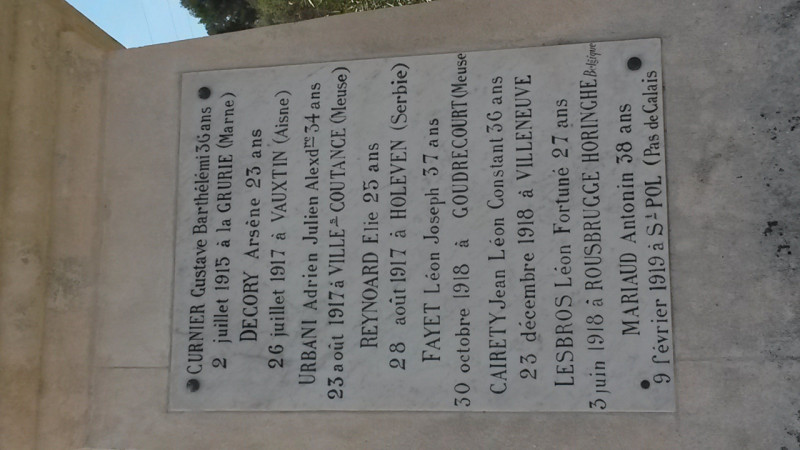 CURNIER Gustave Barthélémi 36 ans
2 juillet 1915 à la GRURIE (Marne)
DECORY Arsène 23 ans
26 juillet 1917 à VAUXTIN (Aisne)
URBANI Adrien Julien Alexdre 34 ans
23 août 1917 à VILLE s COUTANCE (Meuse)
REYNOARD Elie 25 ans
28 août 1917 à HOLEVEN (Serbie)
FAYET Léon Joseph 37 ans
30 octobre 1918 à GOUDRECOURT (Meuse
CAIRETY Jean Léon Constant 36 ans
23 décembre 1918 à VILLENEUVE
LESBROS Léon Fortuné 27 ans
3 juin 1918 à ROUSBRUGGE HORINGHE Belgique
MARIAUD Antonin 38 ans
9 février 1919 à St POL (Pas de Calais